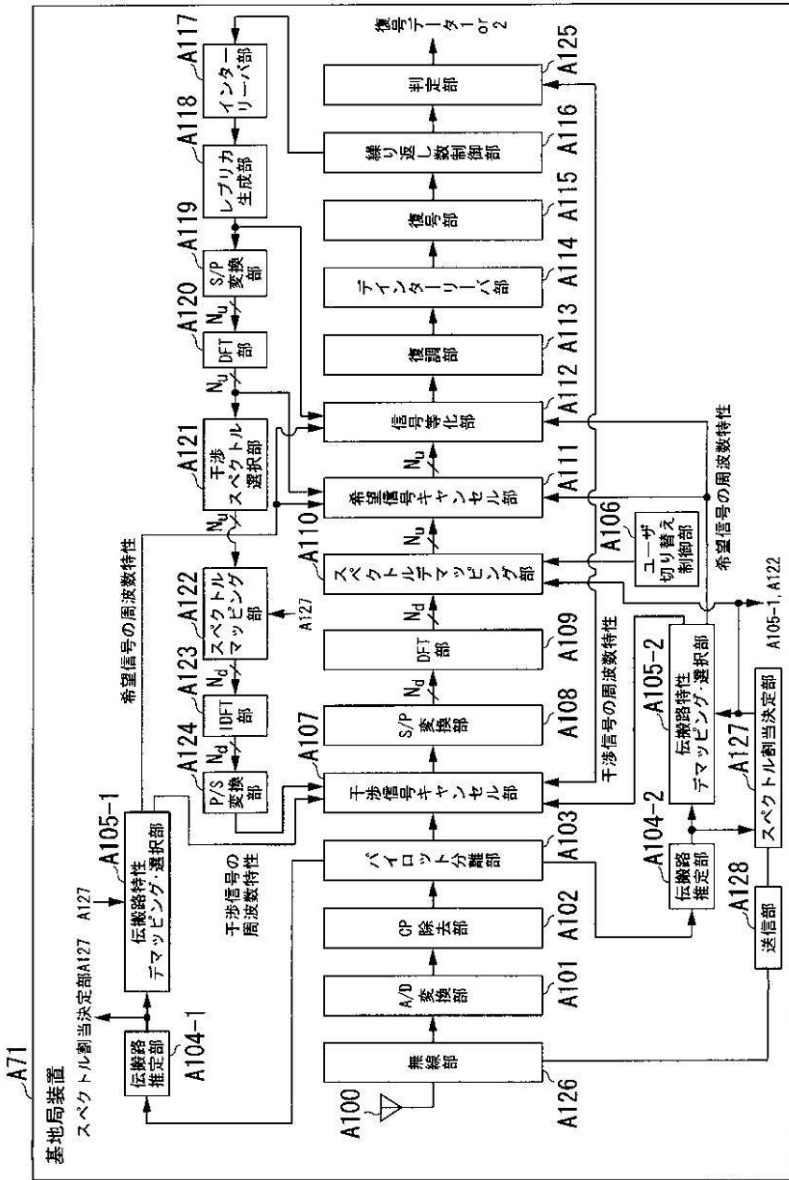 A71
基地局装置
スペクトル割当決定部A127
A127
伝搬路
推定部
A104-1
伝搬路特性
デマッピング・選択部
A105-1
希望信号の周波数特性
干渉信号の
周波数特性
P/S
変換部
A124
Nd
IDFT部
A123
Nd
スペクトル
マッピング
部
A122
A127
Nu
干渉
スペクトル
選択部
A121
Nu
DFT
部
A120
Nu
S/P
変換
部
A119
レプリカ
生成部
A118
インター
リーバ部
A117
A100
無線部
A126
A/D
変換部
A101
CP
除去部
A102
パイロット分離部
A103
干渉信号キャンセル部
A107
S/P
変換部
A108
Nd
DFT
部
A109
Nd
スペクトルデマッピング部
A110
Nu
希望信号キャンセル部
A111
Nu
信号等化部
A112
復調部
A113
デインターリーバ部
A114
復号部
A115
繰り返し数制御部
A116
判定部
A125
復号データーor 2
送信部
A128
伝搬路
推定部
A104-2
スペクトル割当決定部
A127
伝搬路特性
デマッピング・選択部
A105-2
干渉信号の周波数特性
ユーザ
切り替え
制御部
A106
希望信号の周波数特性
A105-1, A122